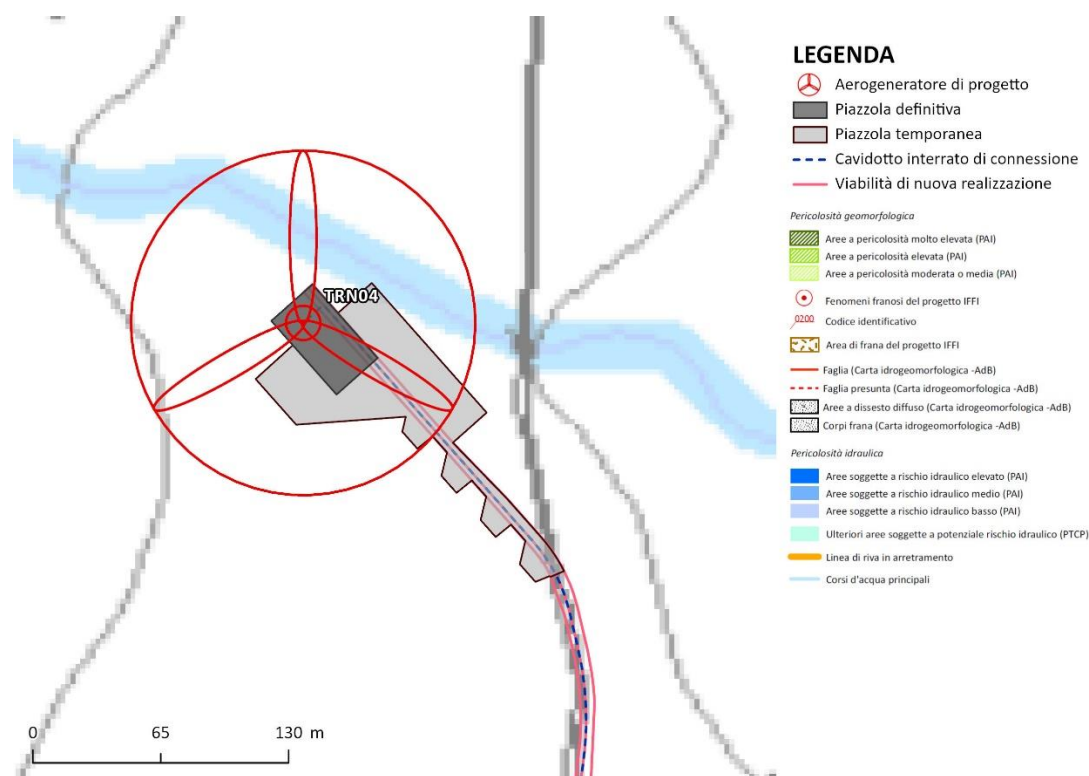 TRN04
0 65 130 m
LEGENDA
Aerogeneratore di progetto
Piazzola definitiva
Piazzola temporanea
Cavidotto interrato di connessione
Viabilità di nuova realizzazione
Pericolosità geomorfologica
Aree a pericolosità molto elevata (PAI)
Aree a pericolosità elevata (PAI)
Aree a pericolosità moderata o media (PAI)
Fenomeni franosi del progetto IFFI
0200 Codice identificativo
Area di frana del progetto IFFI
Faglia (Carta idrogeomorfologica -AdB)
Faglia presunta (Carta idrogeomorfologica -AdB)
Aree a dissesto diffuso (Carta idrogeomorfologica -AdB)
Corpi frana (Carta idrogeomorfologica -AdB)
Pericolosità idraulica
Aree soggette a rischio idraulico elevato (PAI)
Aree soggette a rischio idraulico medio (PAI)
Aree soggette a rischio idraulico basso (PAI)
Ulteriori aree soggette a potenziale rischio idraulico (PTCP)
Linea di riva in arretramento
Corsi d'acqua principali